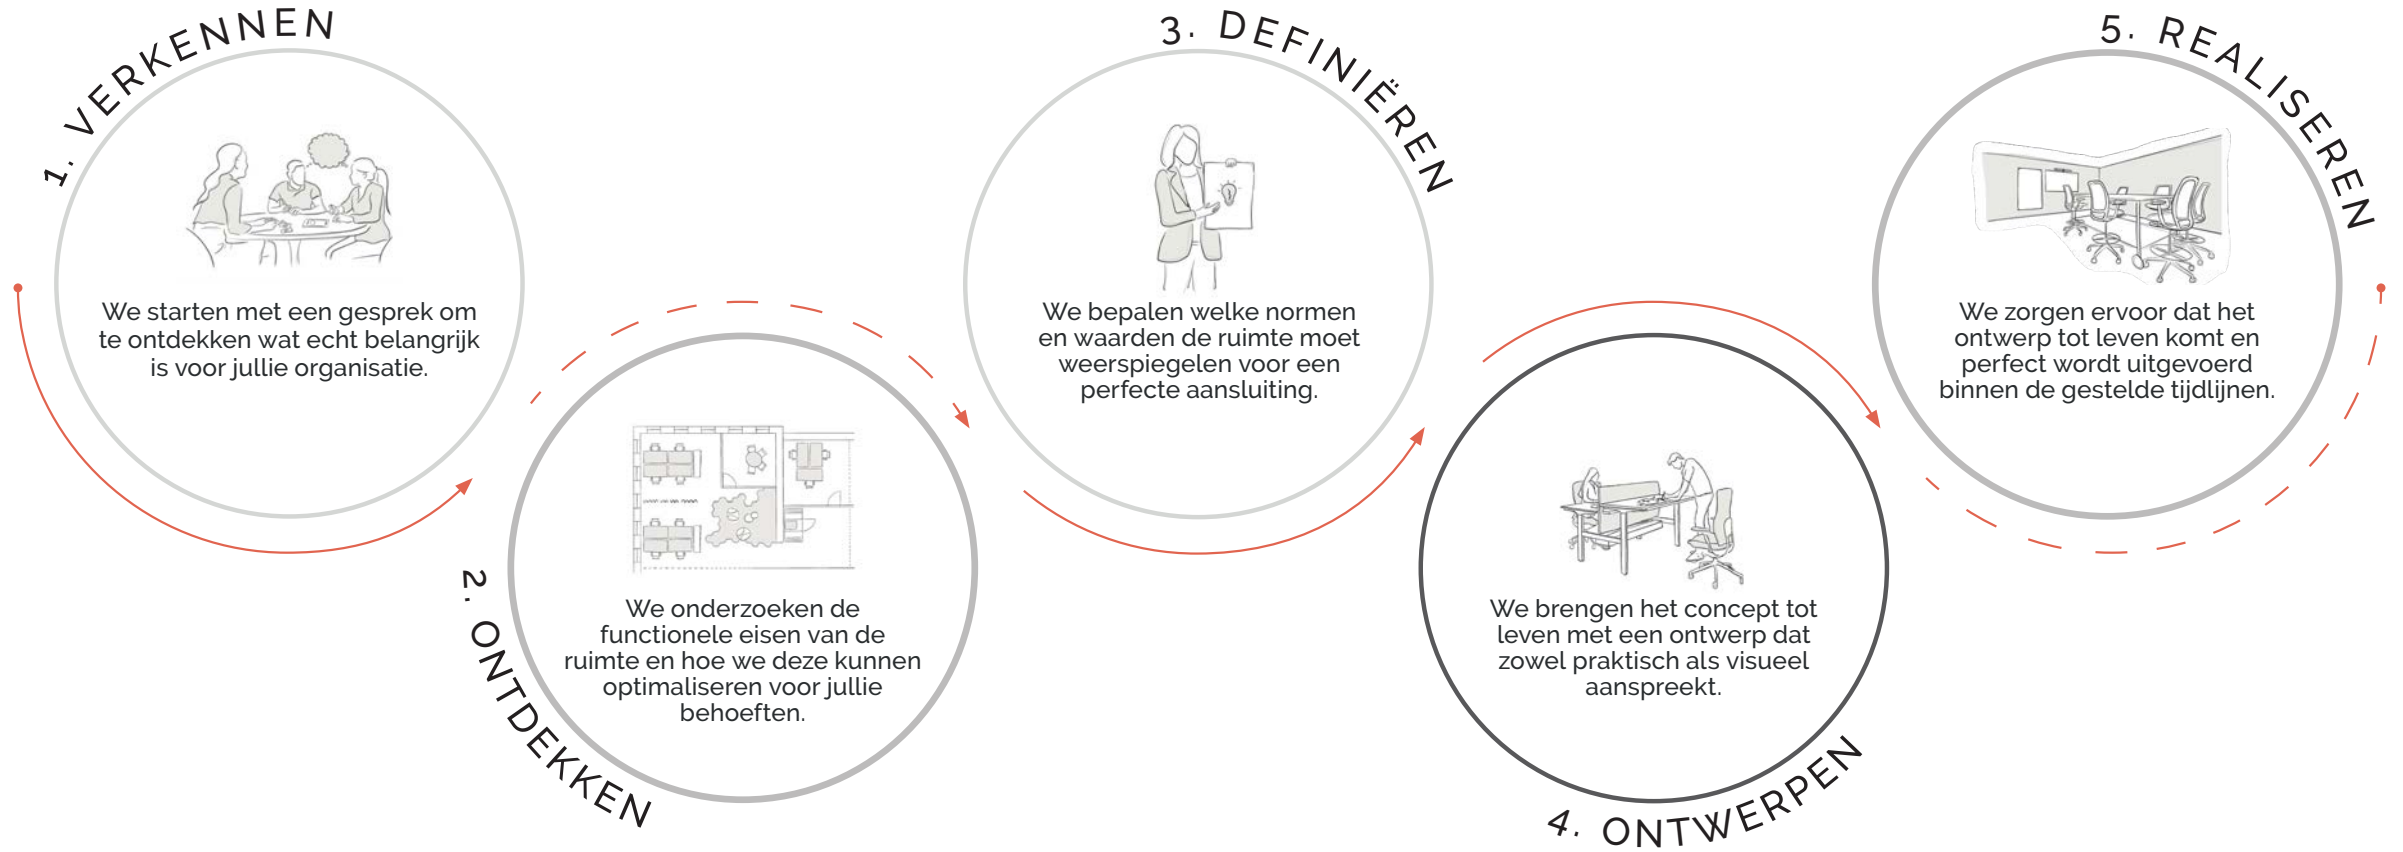 1. VERKENNEN
We starten met een gesprek om
te ontdekken wat echt belangrijk
is voor jullie organisatie.
2. ONTDEKKEN
We onderzoeken de
functionele eisen van de
ruimte en hoe we deze kunnen
optimaliseren voor jullie
behoeften.
3. DEFINIËREN
We bepalen welke normen
en waarden de ruimte moet
weerspiegelen voor een
perfecte aansluiting.
4. ONTWERPEN
We brengen het concept tot
leven met een ontwerp dat
zowel praktisch als visueel
aanspreekt.
5. REALISEREN
We zorgen ervoor dat het
ontwerp tot leven komt en
perfect wordt uitgevoerd
binnen de gestelde tijdlijnen.